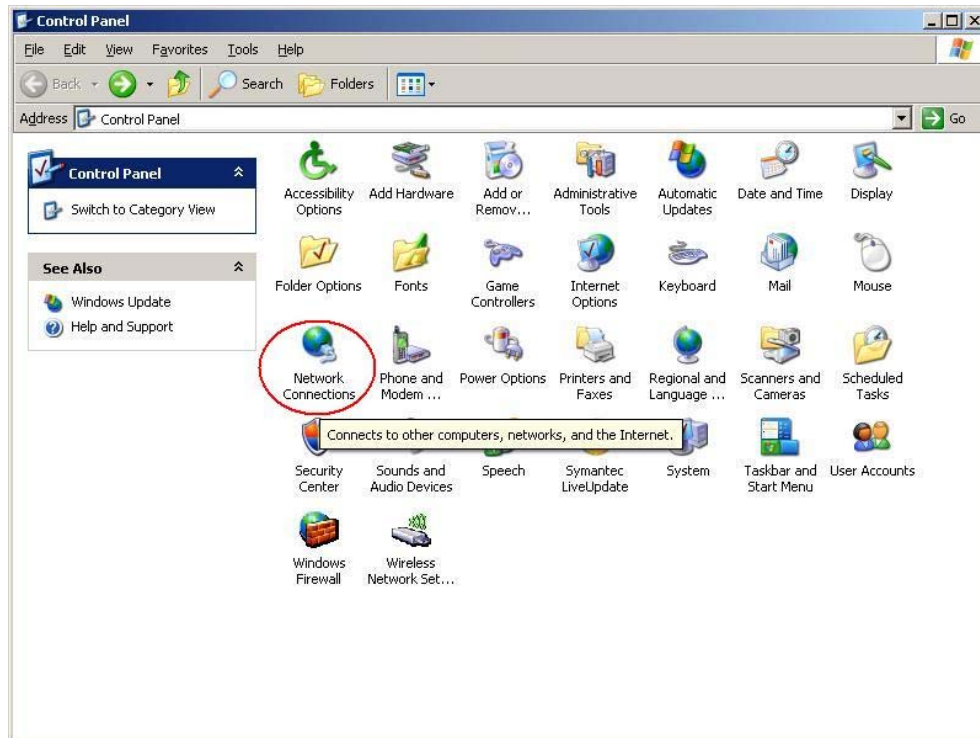 Control Panel
File Edit View Favorites Tools Help
Back Search Folders
Address Control Panel Go
Control Panel
Switch to Category View
See Also
Windows Update
Help and Support
Accessibility Options
Add Hardware
Add or Remov...
Administrative Tools
Automatic Updates
Date and Time
Display
Folder Options
Fonts
Game Controllers
Internet Options
Keyboard
Mail
Mouse
Network Connections
Phone and Modem ...
Power Options
Printers and Faxes
Regional and Language ...
Scanners and Cameras
Scheduled Tasks
Connects to other computers, networks, and the Internet.
Security Center
Sounds and Audio Devices
Speech
Symantec LiveUpdate
System
Taskbar and Start Menu
User Accounts
Windows Firewall
Wireless Network Set...